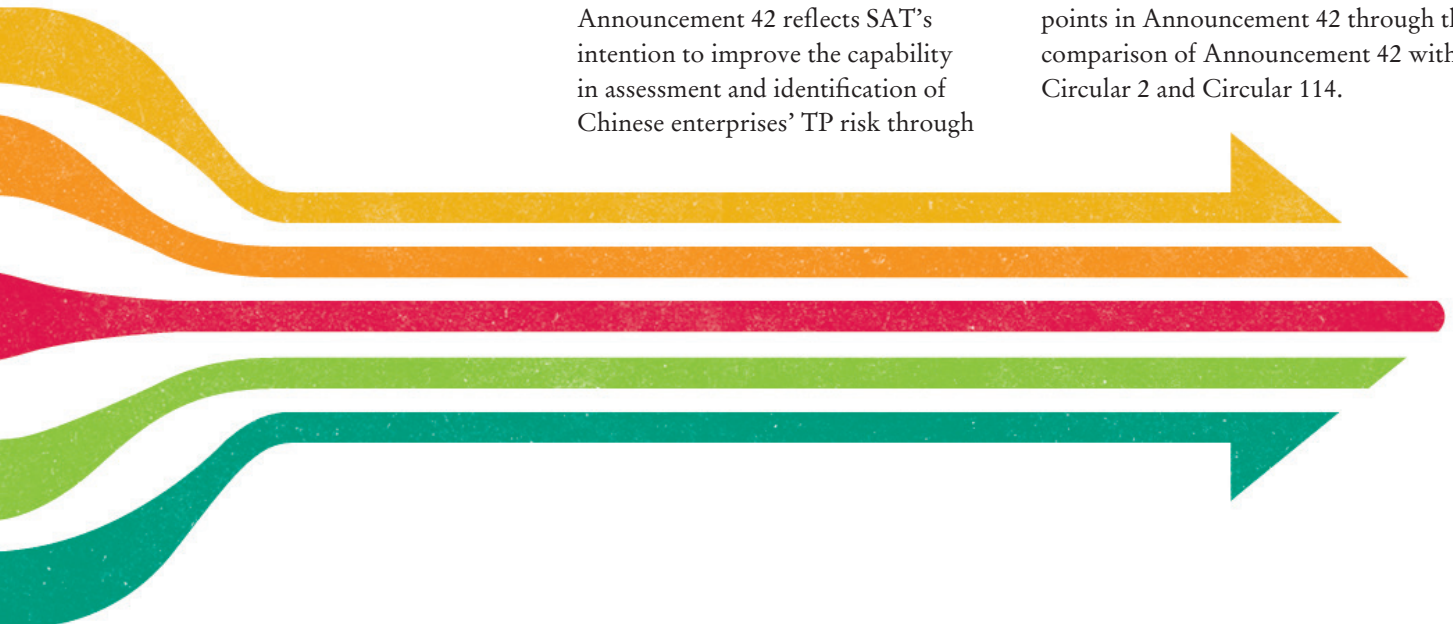 Announcement 42 reflects SAT's
intention to improve the capability
in assessment and identification of
Chinese enterprises' TP risk through
points in Announcement 42 through
comparison of Announcement 42 with
Circular 2 and Circular 114.